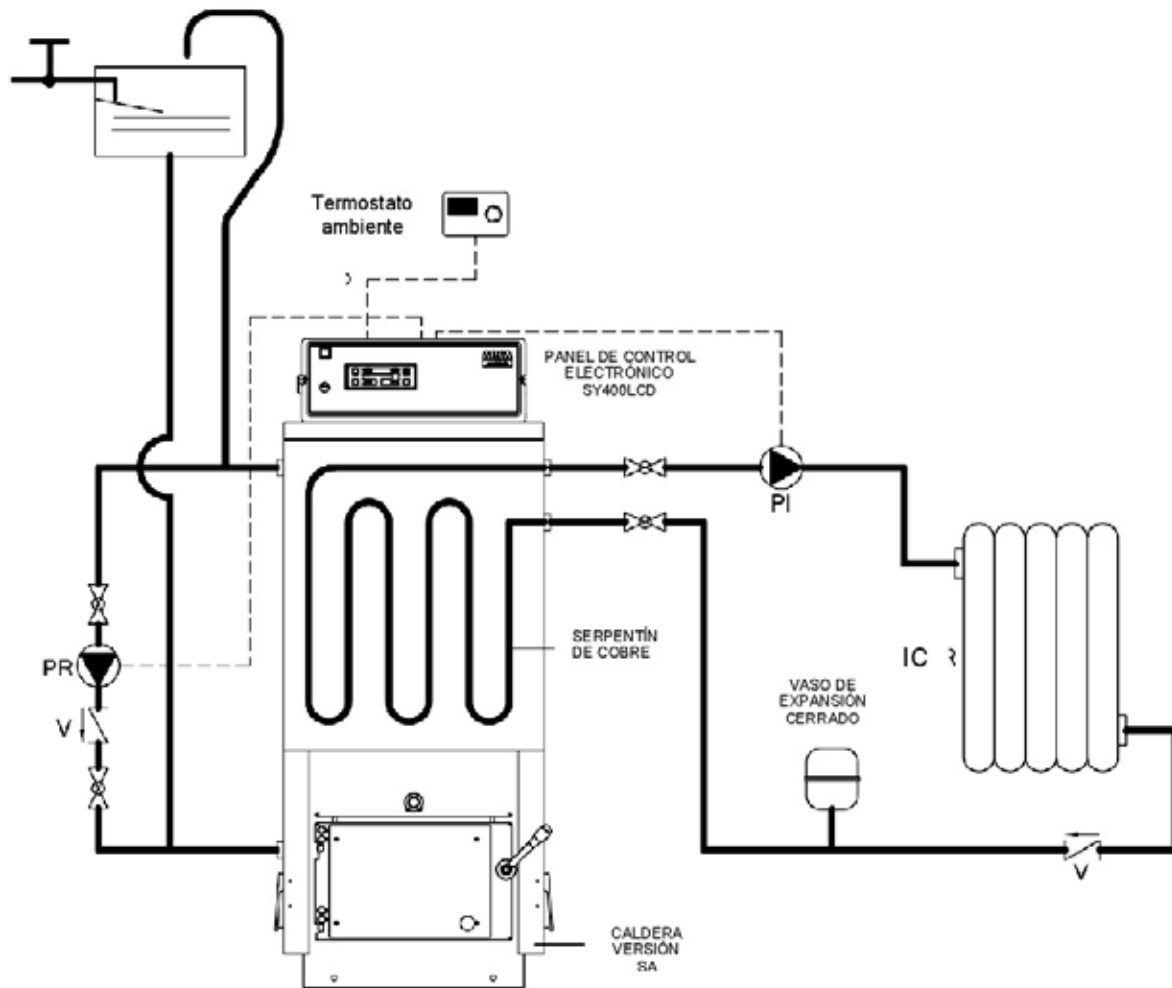 Termostato
ambiente
PANEL DE CONTROL
ELECTRÓNICO
SY400LCD
PI
PR
V
SERPENTÍN
DE COBRE
IC
VASO DE
EXPANSIÓN
CERRADO
V
CALDERA
VERSIÓN
SA